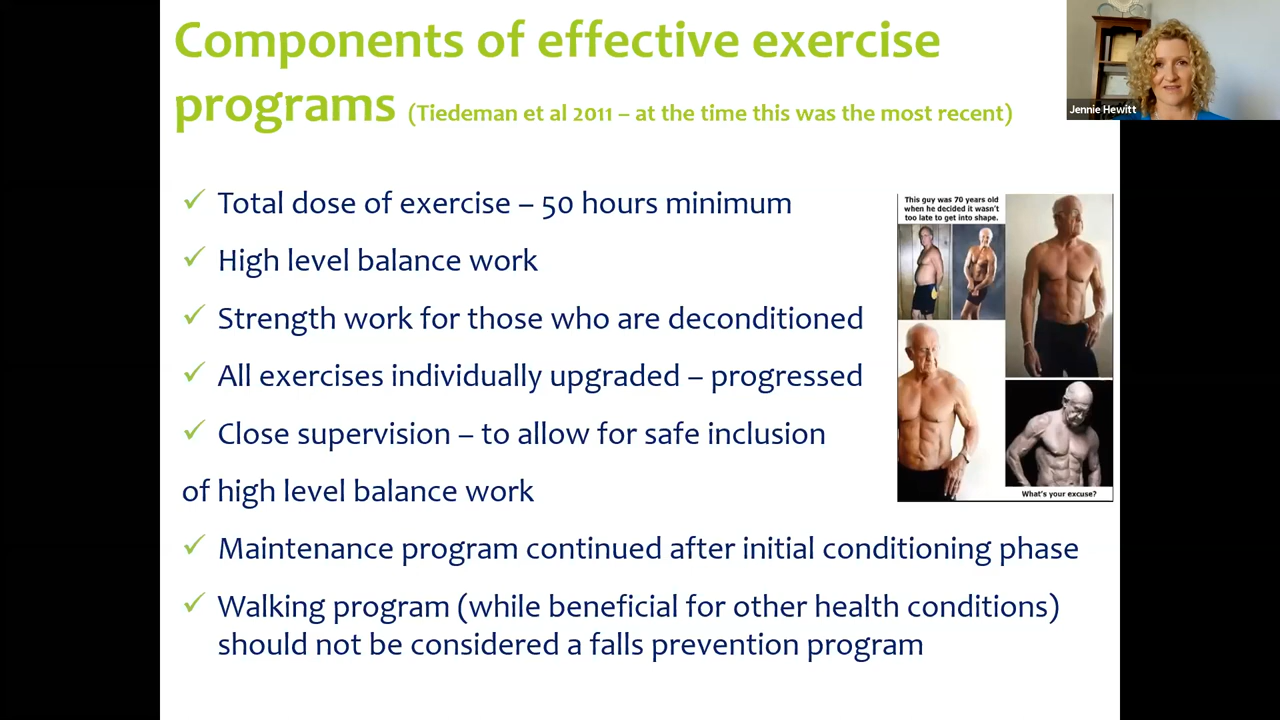 Components of effective exercise
programs (Tiedeman et al 2011 – at the time this was the most recent)
Jennie Hewitt
✓ Total dose of exercise – 50 hours minimum
✓ High level balance work
✓ Strength work for those who are deconditioned
✓ All exercises individually upgraded – progressed
✓ Close supervision – to allow for safe inclusion
of high level balance work
✓ Maintenance program continued after initial conditioning phase
✓ Walking program (while beneficial for other health conditions)
should not be considered a falls prevention program
This guy was 70 years old
when he decided it wasn't
too late to get into shape.
What's your excuse?